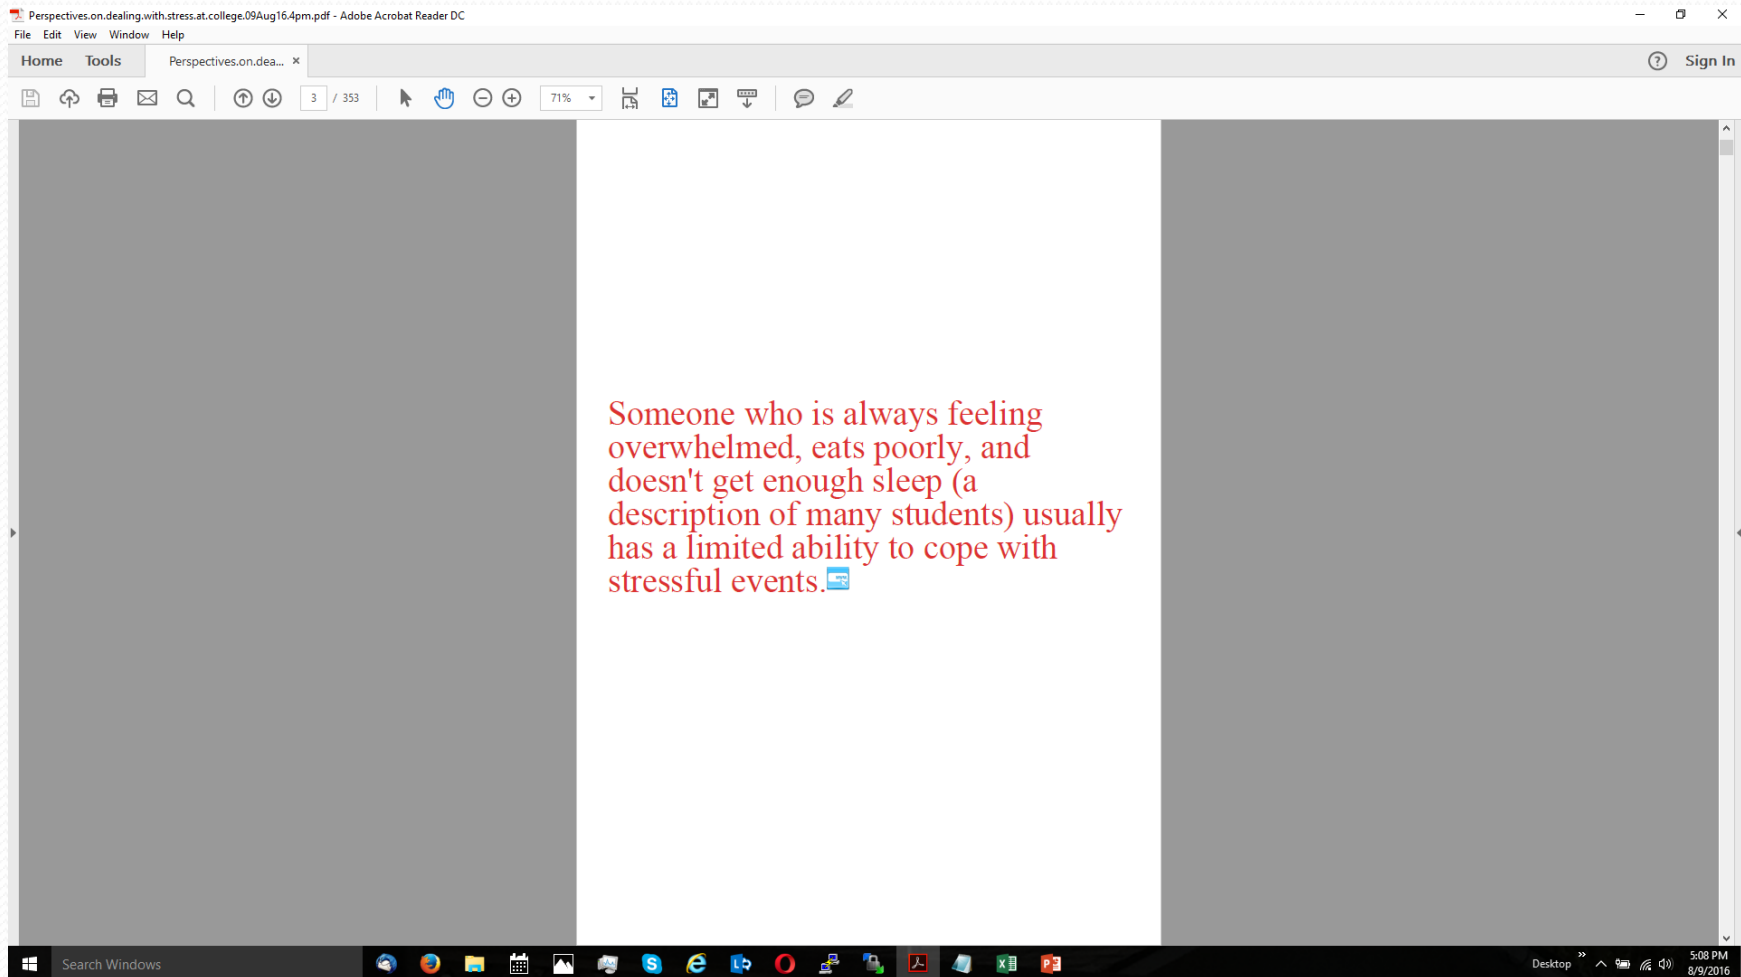 Perspectives.on.dealing.with.stress.at.college.09Aug16.4pm.pdf - Adobe Acrobat Reader DC
File Edit View Window Help
Home Tools Perspectives.on.dea... × ? Sign In
3 / 353 71%
Someone who is always feeling
overwhelmed, eats poorly, and
doesn't get enough sleep (a
description of many students) usually
has a limited ability to cope with
stressful events.
Search Windows
Desktop
5:08 PM
8/9/2016